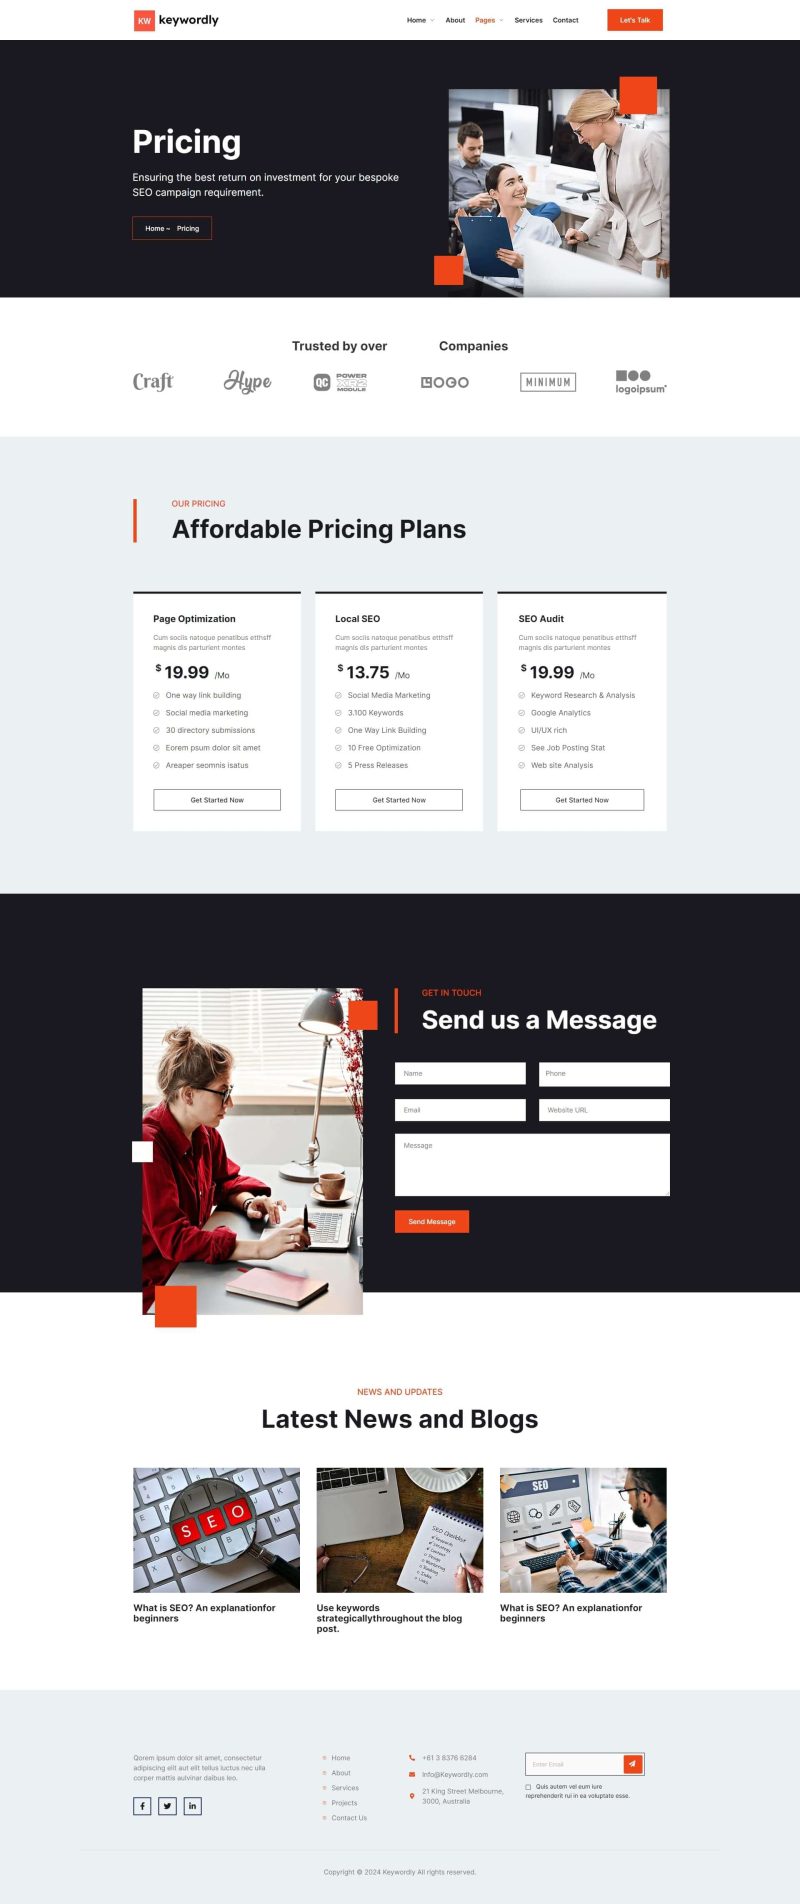 KW keywordly
Home About Pages Services Contact Let's Talk
Pricing
Ensuring the best return on investment for your bespoke
SEO campaign requirement.
Home ~ Pricing
Trusted by over Companies
Craft
Hype
QC POWER
XR2
MODULE
LOGO
MINIMUM
logoipsum
OUR PRICING
Affordable Pricing Plans
Page Optimization
Cum sociis natoque penatibus etthsff
magnis dis parturient montes
$ 19.99 /Mo
One way link building
Social media marketing
30 directory submissions
Eorem psum dolor sit amet
Areaper seomnis isatus
Get Started Now
Local SEO
Cum sociis natoque penatibus etthsff
magnis dis parturient montes
$ 13.75 /Mo
Social Media Marketing
3.100 Keywords
One Way Link Building
10 Free Optimization
5 Press Releases
Get Started Now
SEO Audit
Cum sociis natoque penatibus etthsff
magnis dis parturient montes
$ 19.99 /Mo
Keyword Research & Analysis
Google Analytics
UI/UX rich
See Job Posting Stat
Web site Analysis
Get Started Now
GET IN TOUCH
Send us a Message
Name Phone
Email Website URL
Message
Send Message
NEWS AND UPDATES
Latest News and Blogs
SEO
SEO Checklist
Keywords
SEO
What is SEO? An explanationfor
beginners
Use keywords
strategicallythroughout the blog
post.
What is SEO? An explanationfor
beginners
Qorem ipsum dolor sit amet, consectetur
adipiscing elit aut elit tellus luctus nec ulla
corper mattis aulvinar daibus leo.
Home
About
Services
Projects
Contact Us
+61 3 8376 6284
Info@Keywordly.com
21 King Street Melbourne,
3000, Australia
Enter Email
Quis autem vel eum iure
reprehenderit rui in ea voluptate esse.
Copyright © 2024 Keywordly All rights reserved.